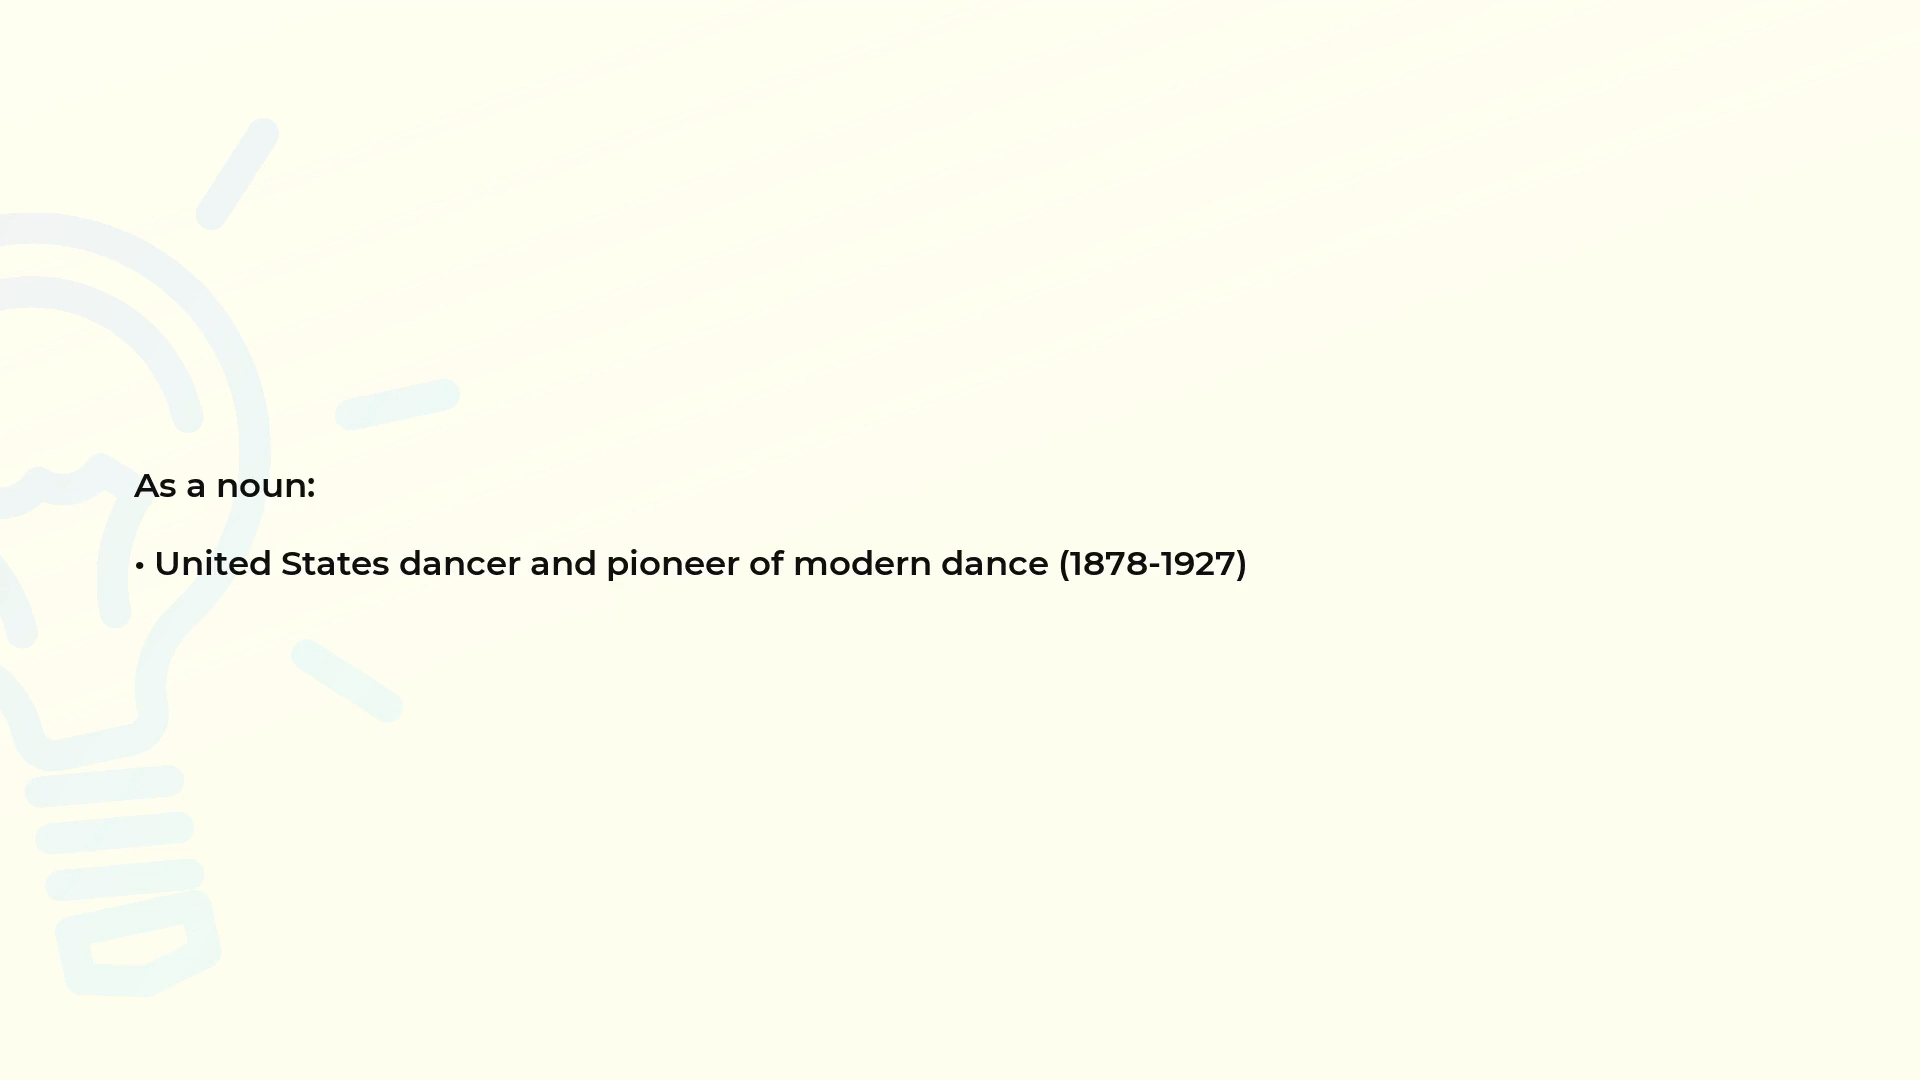 As a noun:
• United States dancer and pioneer of modern dance (1878-1927)